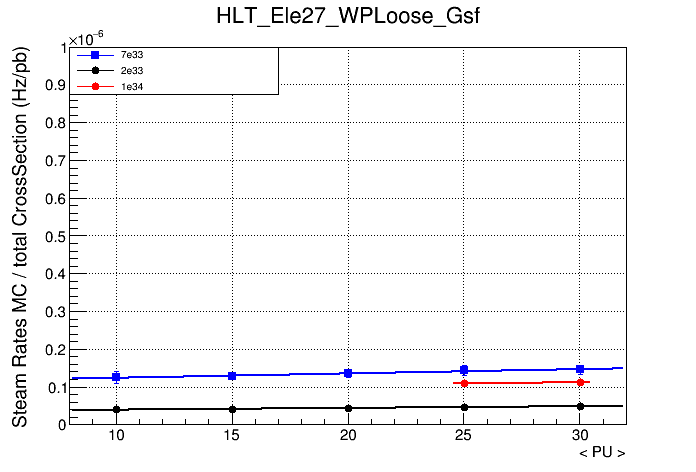 HLT_Ele27_WPLoose_Gsf
×10⁻⁶
Steam Rates MC / total CrossSection (Hz/pb)
1
0.9
0.8
0.7
0.6
0.5
0.4
0.3
0.2
0.1
0
7e33
2e33
1e34
10 15 20 25 30
< PU >